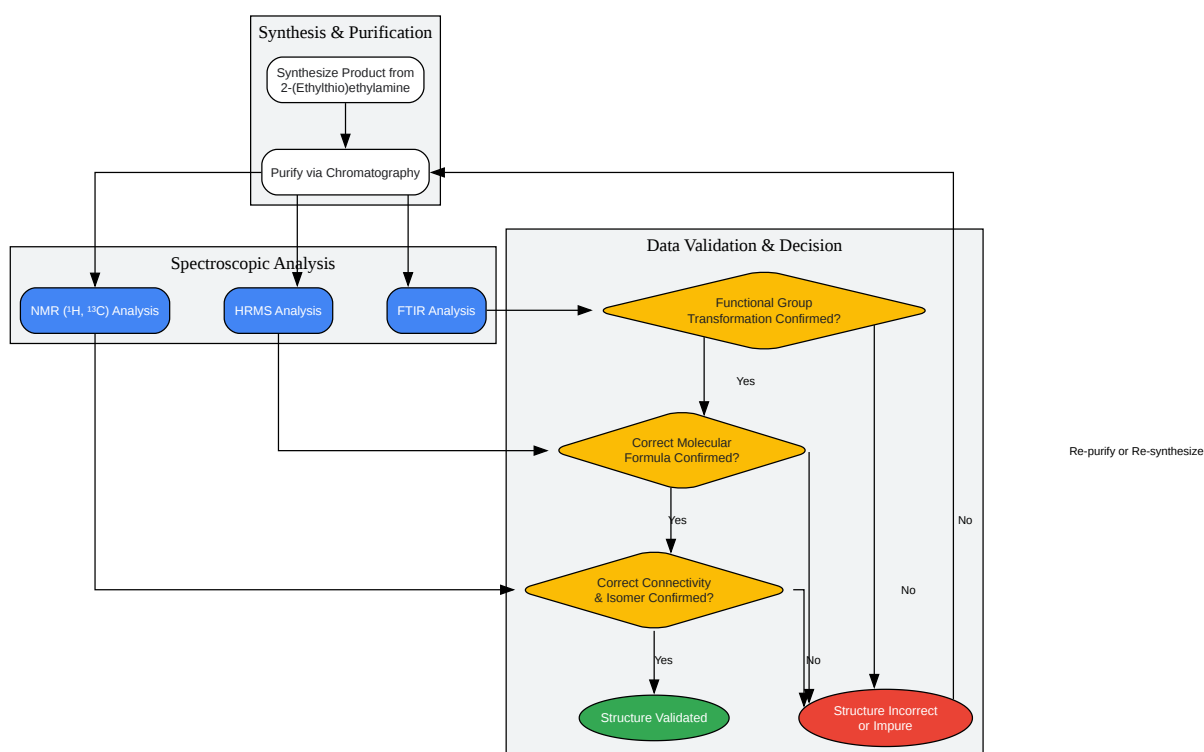 Synthesis & Purification
Synthesize Product from
2-(Ethylthio)ethylamine
Purify via Chromatography
Spectroscopic Analysis
NMR (¹H, ¹³C) Analysis
HRMS Analysis
FTIR Analysis
Data Validation & Decision
Functional Group
Transformation Confirmed?
Yes
Correct Molecular
Formula Confirmed?
Re-purify or Re-synthesize
Yes
No
Correct Connectivity
& Isomer Confirmed?
No
Yes
No
Structure Validated
Structure Incorrect
or Impure